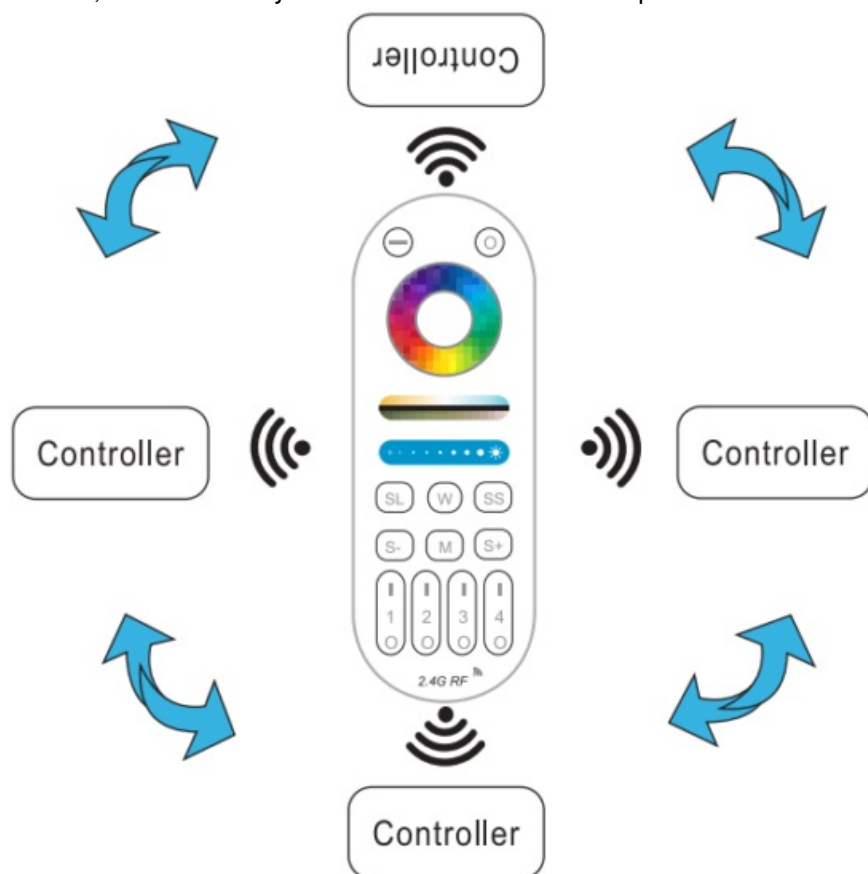 Controller
O
Controller
Controller
SL W SS
S- M S+
I I I I
1 2 3 4
O O O O
2.4G RF
Controller